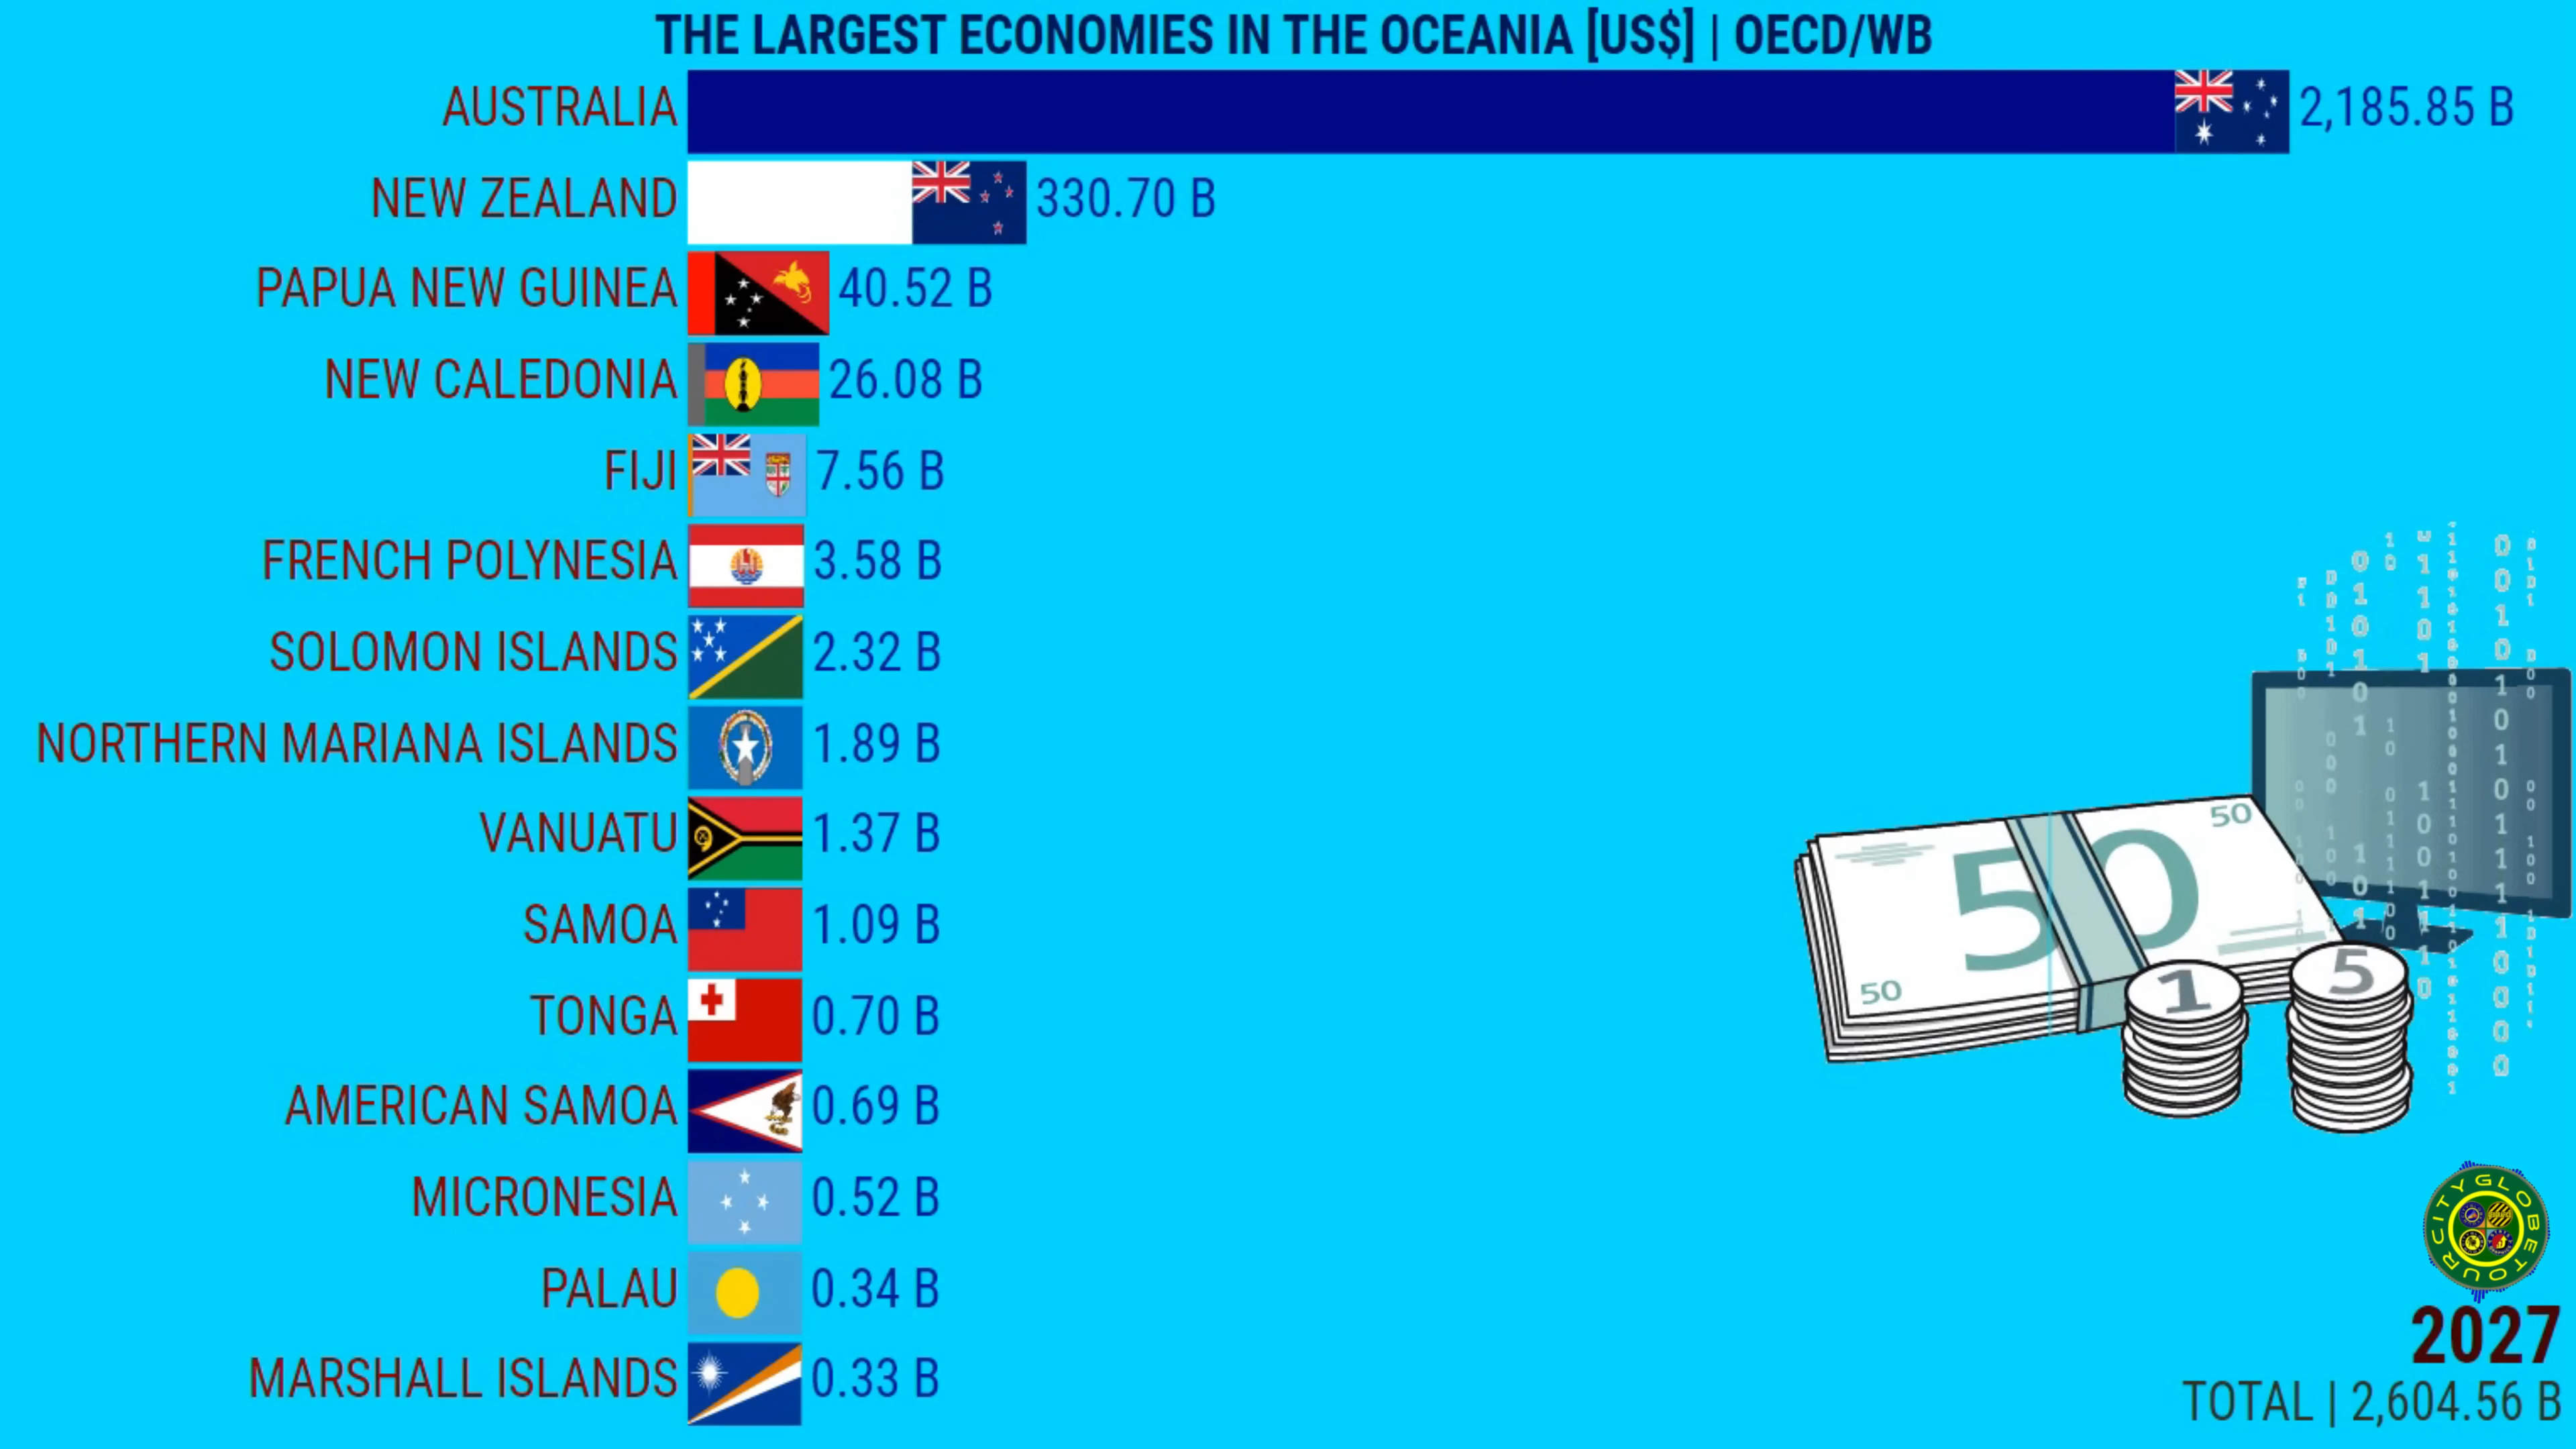 THE LARGEST ECONOMIES IN THE OCEANIA [US$] | OECD/WB
AUSTRALIA 2,185.85 B
NEW ZEALAND 330.70 B
PAPUA NEW GUINEA 40.52 B
NEW CALEDONIA 26.08 B
FIJI 7.56 B
FRENCH POLYNESIA 3.58 B
SOLOMON ISLANDS 2.32 B
NORTHERN MARIANA ISLANDS 1.89 B
VANUATU 1.37 B
SAMOA 1.09 B
TONGA 0.70 B
AMERICAN SAMOA 0.69 B
MICRONESIA 0.52 B
PALAU 0.34 B
MARSHALL ISLANDS 0.33 B
50
50
50
1
5
CITYGLOBETOUR
2027
TOTAL | 2,604.56 B